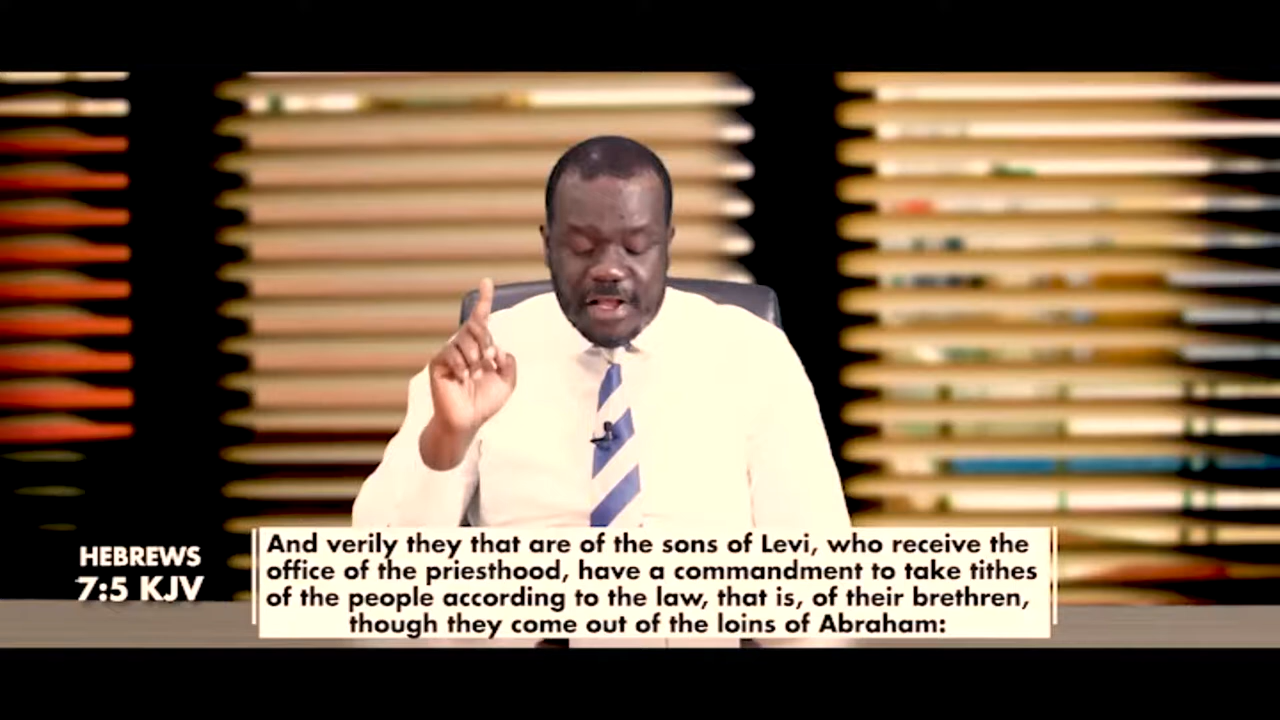 HEBREWS
7:5 KJV
And verily they that are of the sons of Levi, who receive the
office of the priesthood, have a commandment to take tithes
of the people according to the law, that is, of their brethren,
though they come out of the loins of Abraham: